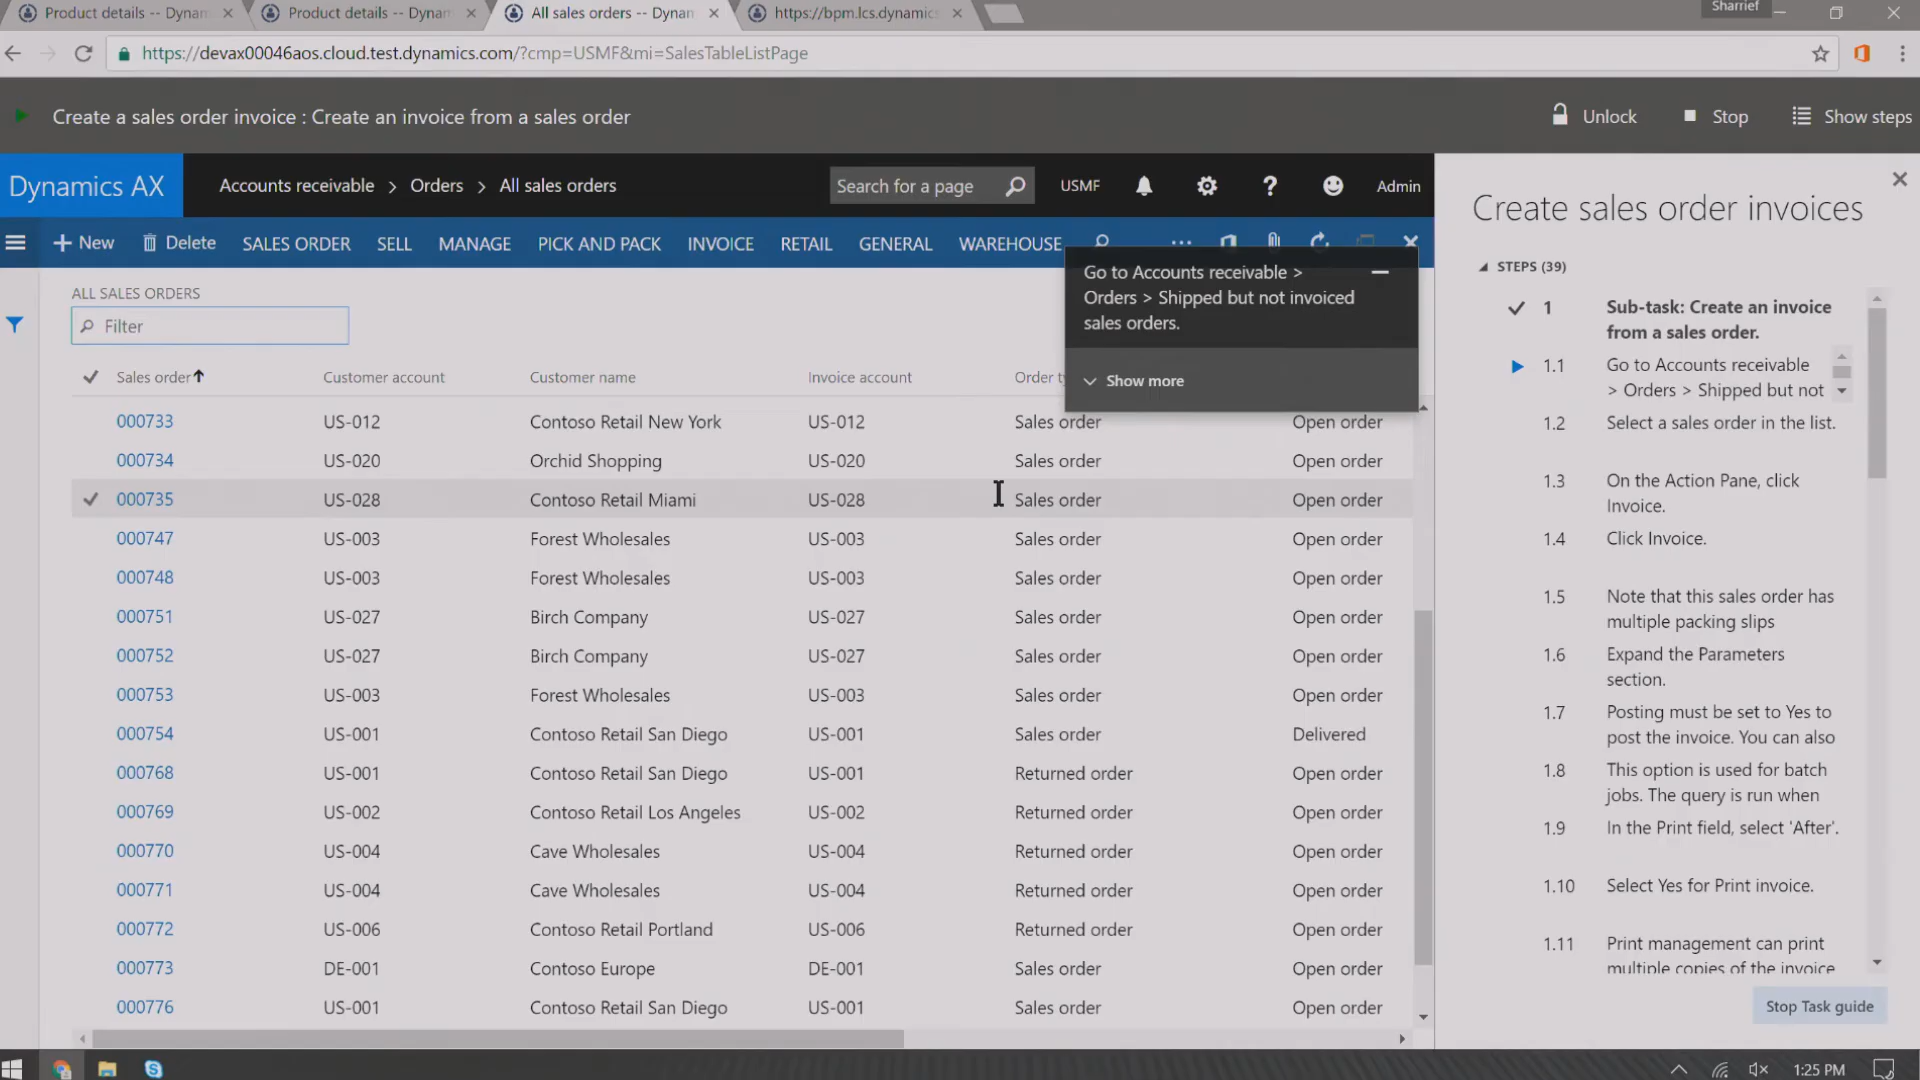 Product details -- Dynam
Product details -- Dynam
All sales orders -- Dynam
https://bpm.lcs.dynamics
Sharrief
https://devax00046aos.cloud.test.dynamics.com/?cmp=USMF&mi=SalesTableListPage
Create a sales order invoice : Create an invoice from a sales order
Unlock
Stop
Show steps
Dynamics AX
Accounts receivable > Orders > All sales orders
Search for a page
USMF
Admin
New
Delete
SALES ORDER
SELL
MANAGE
PICK AND PACK
INVOICE
RETAIL
GENERAL
WAREHOUSE
Go to Accounts receivable >
Orders > Shipped but not invoiced
sales orders.
Show more
ALL SALES ORDERS
Filter
Sales order Customer account Customer name Invoice account Order ty
000733 US-012 Contoso Retail New York US-012 Sales order Open order
000734 US-020 Orchid Shopping US-020 Sales order Open order
000735 US-028 Contoso Retail Miami US-028 Sales order Open order
000747 US-003 Forest Wholesales US-003 Sales order Open order
000748 US-003 Forest Wholesales US-003 Sales order Open order
000751 US-027 Birch Company US-027 Sales order Open order
000752 US-027 Birch Company US-027 Sales order Open order
000753 US-003 Forest Wholesales US-003 Sales order Open order
000754 US-001 Contoso Retail San Diego US-001 Sales order Delivered
000768 US-001 Contoso Retail San Diego US-001 Returned order Open order
000769 US-002 Contoso Retail Los Angeles US-002 Returned order Open order
000770 US-004 Cave Wholesales US-004 Returned order Open order
000771 US-004 Cave Wholesales US-004 Returned order Open order
000772 US-006 Contoso Retail Portland US-006 Returned order Open order
000773 DE-001 Contoso Europe DE-001 Sales order Open order
000776 US-001 Contoso Retail San Diego US-001 Sales order Open order
Create sales order invoices
STEPS (39)
1 Sub-task: Create an invoice
from a sales order.
1.1 Go to Accounts receivable
> Orders > Shipped but not
1.2 Select a sales order in the list.
1.3 On the Action Pane, click
Invoice.
1.4 Click Invoice.
1.5 Note that this sales order has
multiple packing slips
1.6 Expand the Parameters
section.
1.7 Posting must be set to Yes to
post the invoice. You can also
1.8 This option is used for batch
jobs. The query is run when
1.9 In the Print field, select 'After'.
1.10 Select Yes for Print invoice.
1.11 Print management can print
multiple copies of the invoice
Stop Task guide
1:25 PM